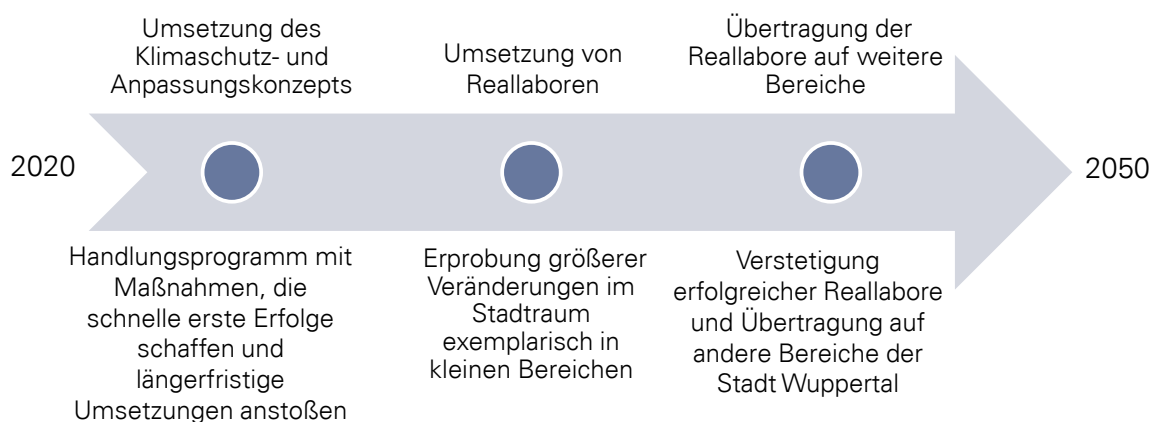 Umsetzung des
Klimaschutz- und
Anpassungskonzepts
Umsetzung von
Reallaboren
Übertragung der
Reallabore auf weitere
Bereiche
2020
2050
Handlungsprogramm mit
Maßnahmen, die
schnelle erste Erfolge
schaffen und
längerfristige
Umsetzungen anstoßen
Erprobung größerer
Veränderungen im
Stadtraum
exemplarisch in
kleinen Bereichen
Verstetigung
erfolgreicher Reallabore
und Übertragung auf
andere Bereiche der
Stadt Wuppertal